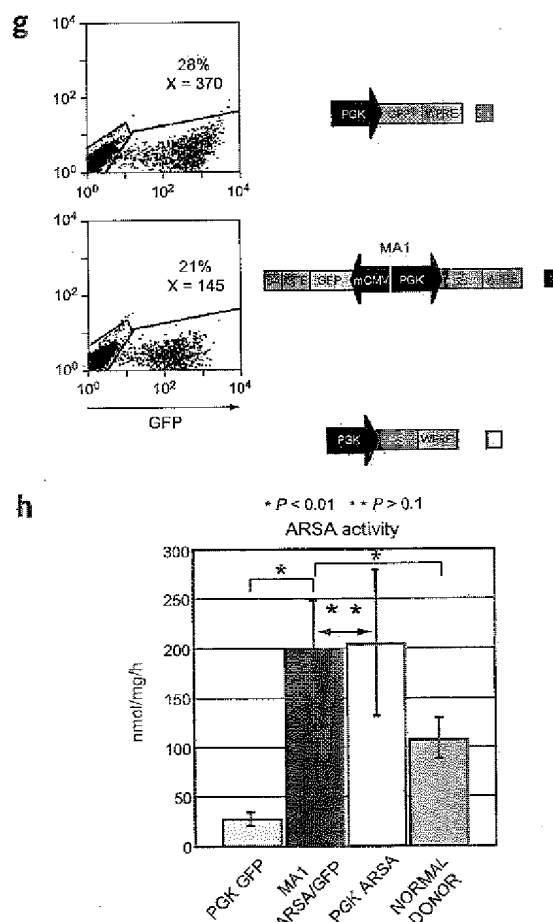 g
10⁴
10²
10⁰
28%
X = 370
10⁰ 10² 10⁴
PGK
WPRE
10⁴
10²
10⁰
21%
X = 145
10⁰ 10² 10⁴
GFP
MA1
GFP mCMV PGK
PGK WPRE
h
* P < 0.01 * * P > 0.1
ARSA activity
300
250
200
150
100
50
0
nmol/mg/h
*
*
* *
PGK GFP
MA1
ARSA/GFP
PGK ARSA
NORMAL
DONOR